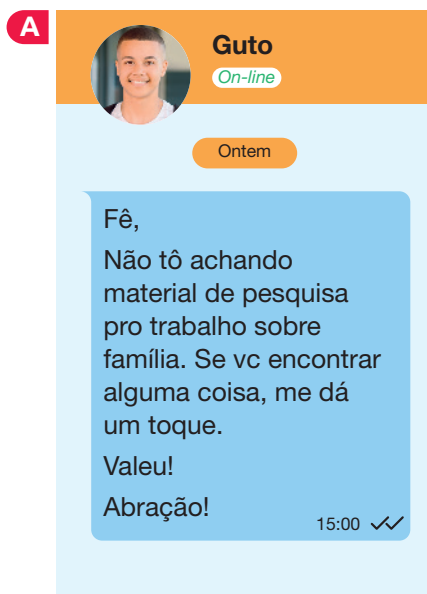 A
Guto
On-line
Ontem
Fê,
Não tô achando
material de pesquisa
pro trabalho sobre
família. Se vc encontrar
alguma coisa, me dá
um toque.
Valeu!
Abração!
15:00